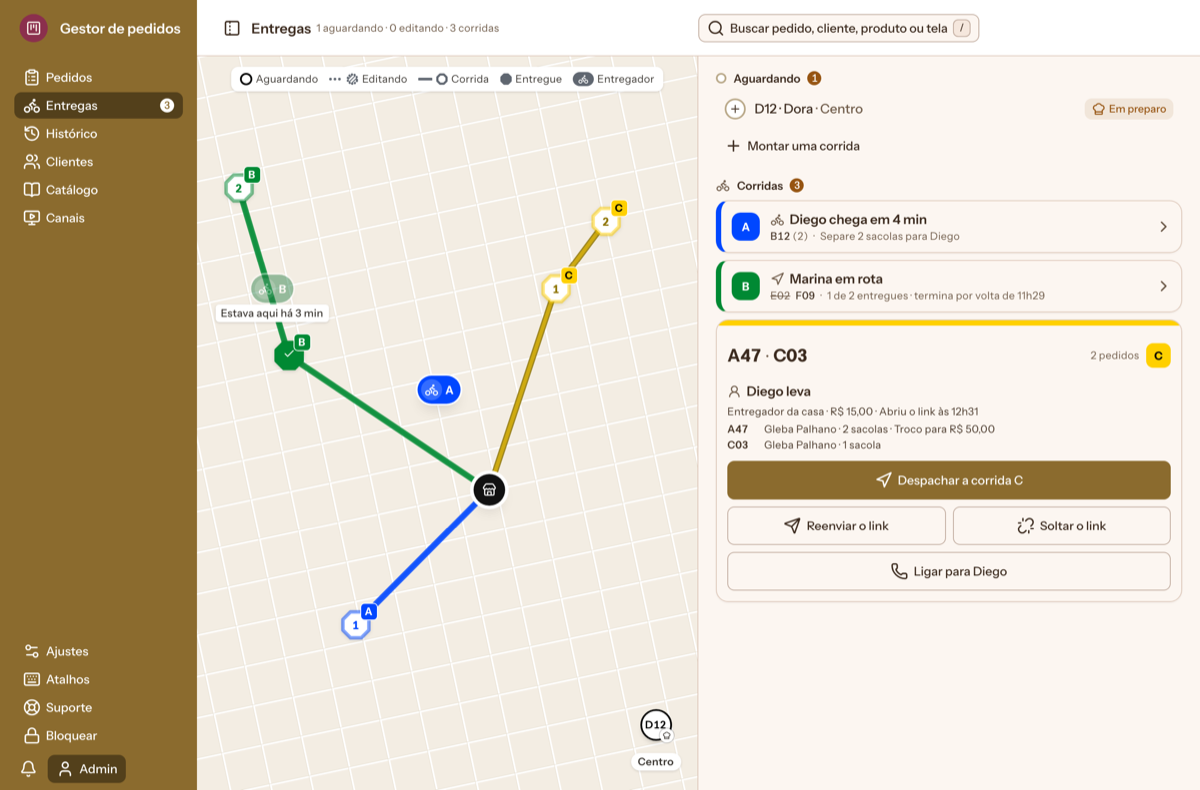 Gestor de pedidos
Pedidos
Entregas 3
Histórico
Clientes
Catálogo
Canais
Ajustes
Atalhos
Suporte
Bloquear
Admin
Entregas 1 aguardando · 0 editando · 3 corridas
Buscar pedido, cliente, produto ou tela /
Aguardando Editando Corrida Entregue Entregador
B
2
C
2
C
1
B
Estava aqui há 3 min
B
A
A
1
D12
Centro
Aguardando 1
D12 · Dora · Centro Em preparo
Montar uma corrida
Corridas 3
A
Diego chega em 4 min
B12 (2) · Separe 2 sacolas para Diego
B
Marina em rota
E02 F09 · 1 de 2 entregues · termina por volta de 11h29
A47 · C03 2 pedidos C
Diego leva
Entregador da casa · R$ 15,00 · Abriu o link às 12h31
A47 Gleba Palhano · 2 sacolas · Troco para R$ 50,00
C03 Gleba Palhano · 1 sacola
Despachar a corrida C
Reenviar o link
Soltar o link
Ligar para Diego